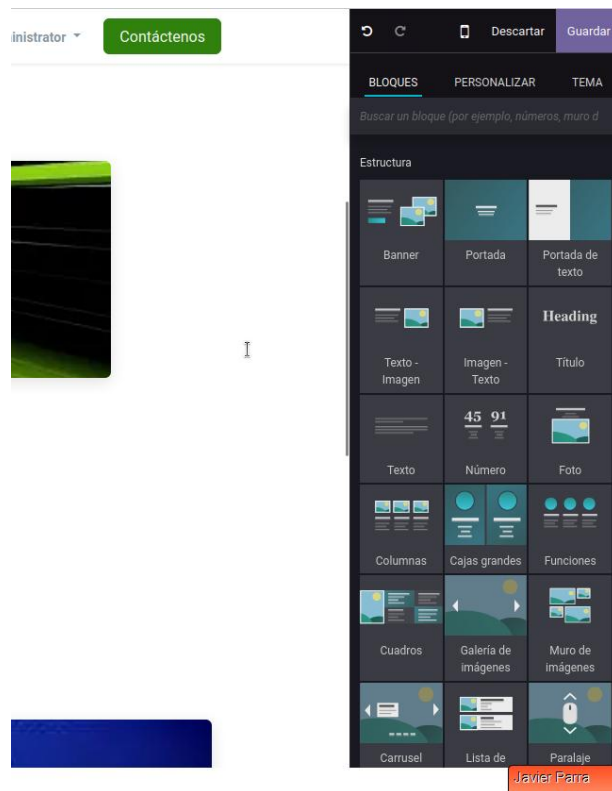 inistrator
Contáctenos
Descartar
Guardar
BLOQUES
PERSONALIZAR
TEMA
Buscar un bloque (por ejemplo, números, muro d
Estructura
Banner
Portada
Portada de
texto
Heading
Texto -
Imagen
Imagen -
Texto
Título
45 91
Texto
Número
Foto
Columnas
Cajas grandes
Funciones
Cuadros
Galería de
imágenes
Muro de
imágenes
Carrusel
Lista de
Paralaje
Javier Parra